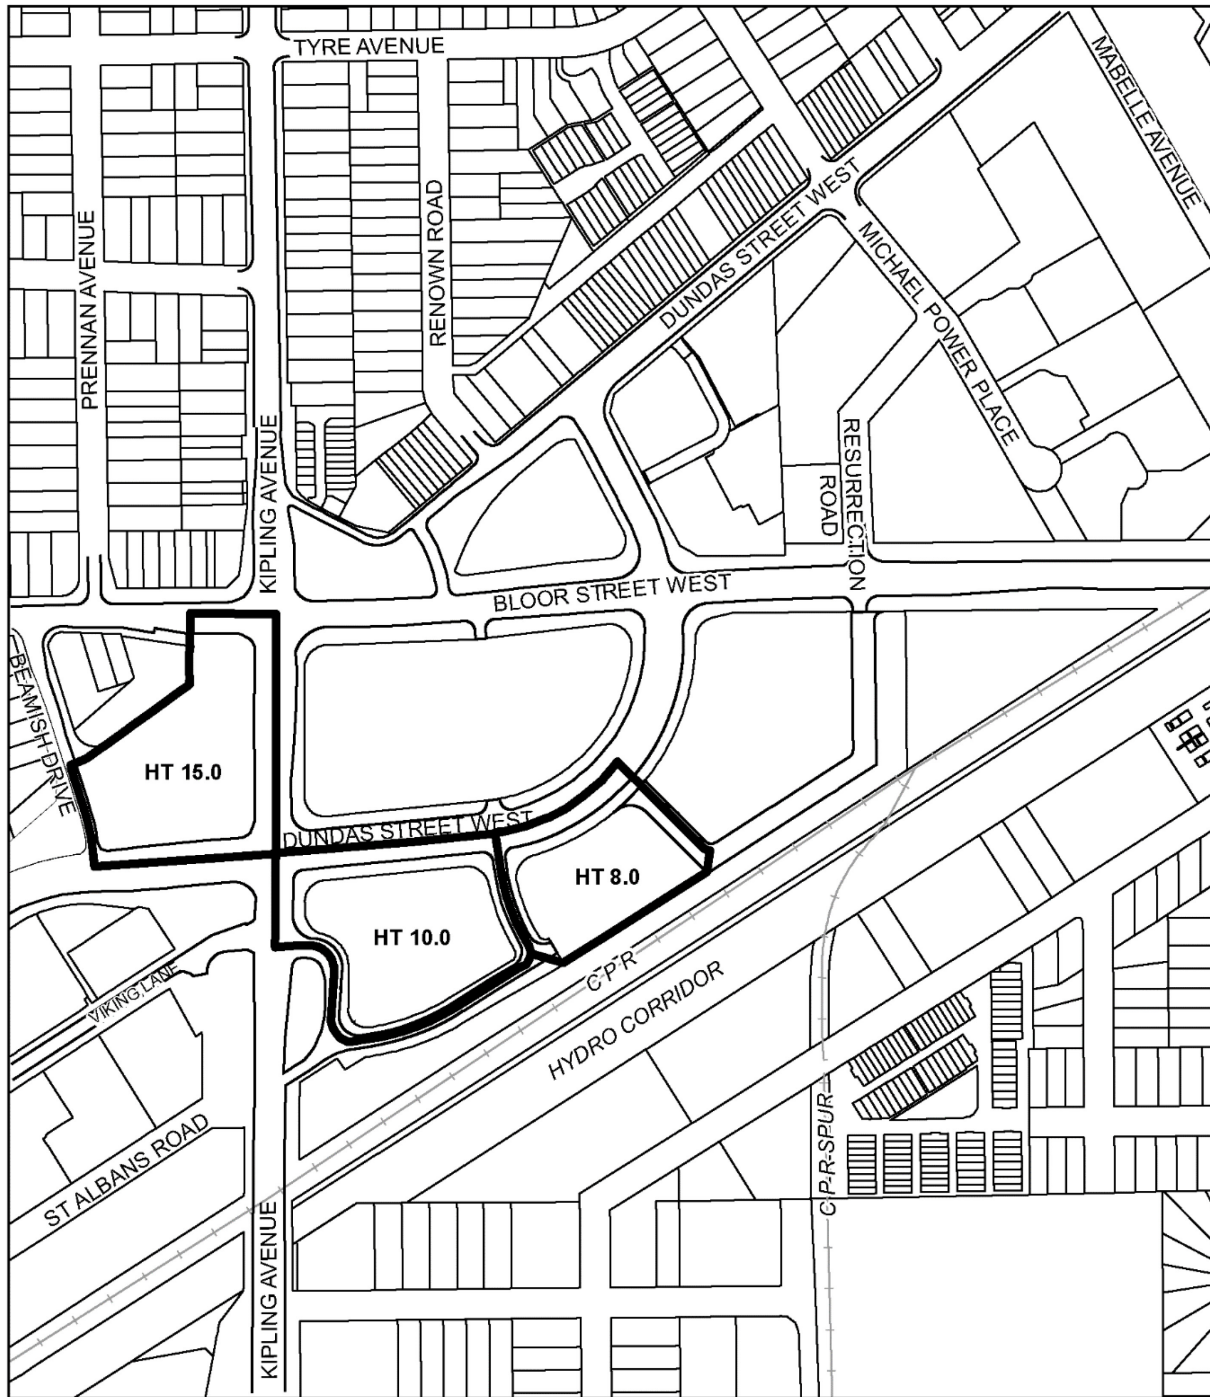 TYRE AVENUE
MABELLE AVENUE
PRENNAN AVENUE
RENOWN ROAD
DUNDAS STREET WEST
MICHAEL POWER PLACE
KIPLING AVENUE
RESURRECTION
ROAD
BLOOR STREET WEST
BEAMISH DRIVE
HT 15.0
DUNDAS STREET WEST
HT 8.0
HT 10.0
C P R
VIKING LANE
HYDRO CORRIDOR
ST ALBANS ROAD
C P R SPUR
KIPLING AVENUE